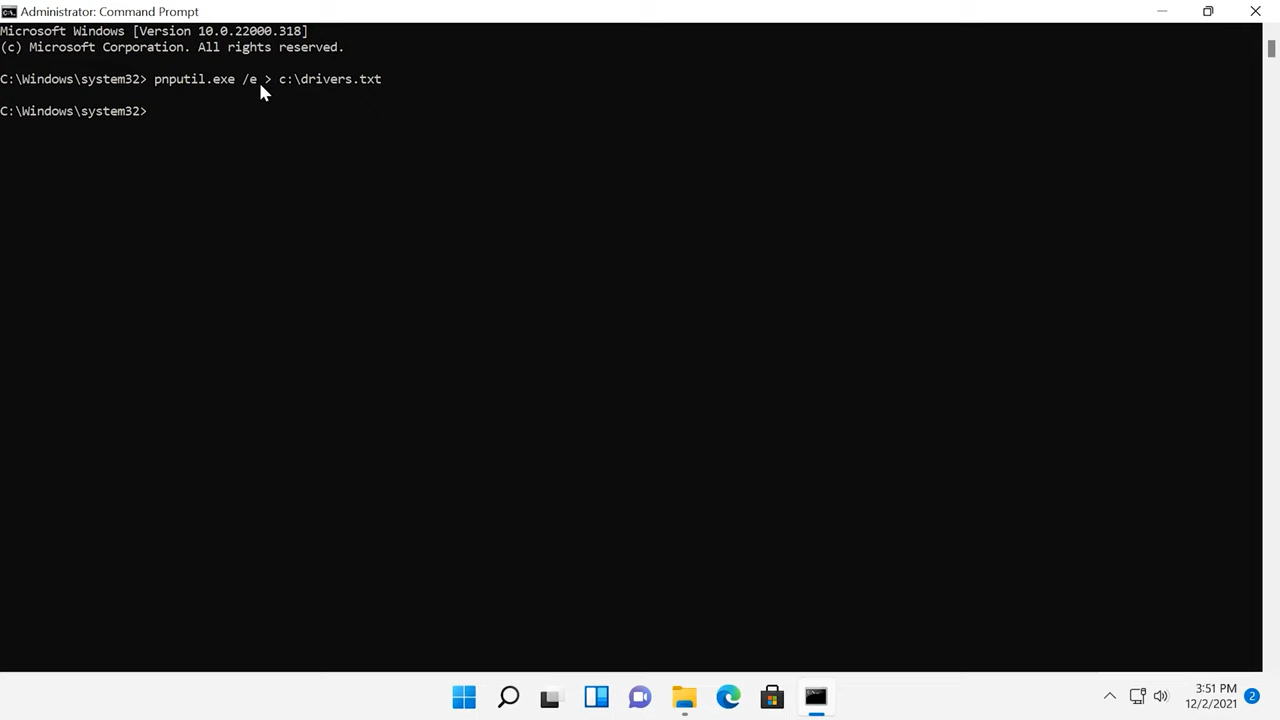 Administrator: Command Prompt
Microsoft Windows [Version 10.0.22000.318]
(c) Microsoft Corporation. All rights reserved.
C:\Windows\system32> pnputil.exe /e > c:\drivers.txt
C:\Windows\system32>
3:51 PM
12/2/2021
2